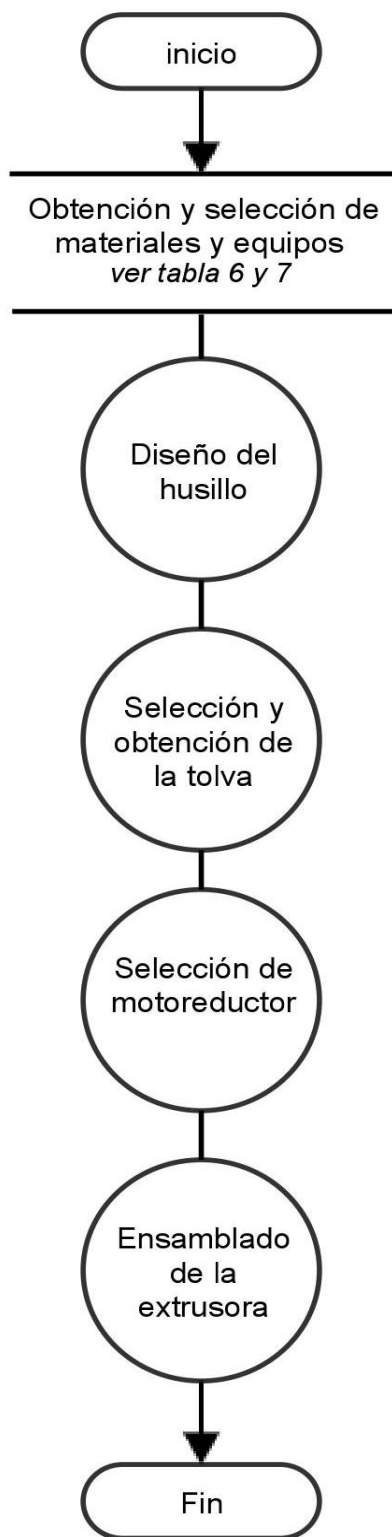 inicio
Obtención y selección de
materiales y equipos
ver tabla 6 y 7
Diseño del
husillo
Selección y
obtención de
la tolva
Selección de
motoreductor
Ensamblado
de la
extrusora
Fin